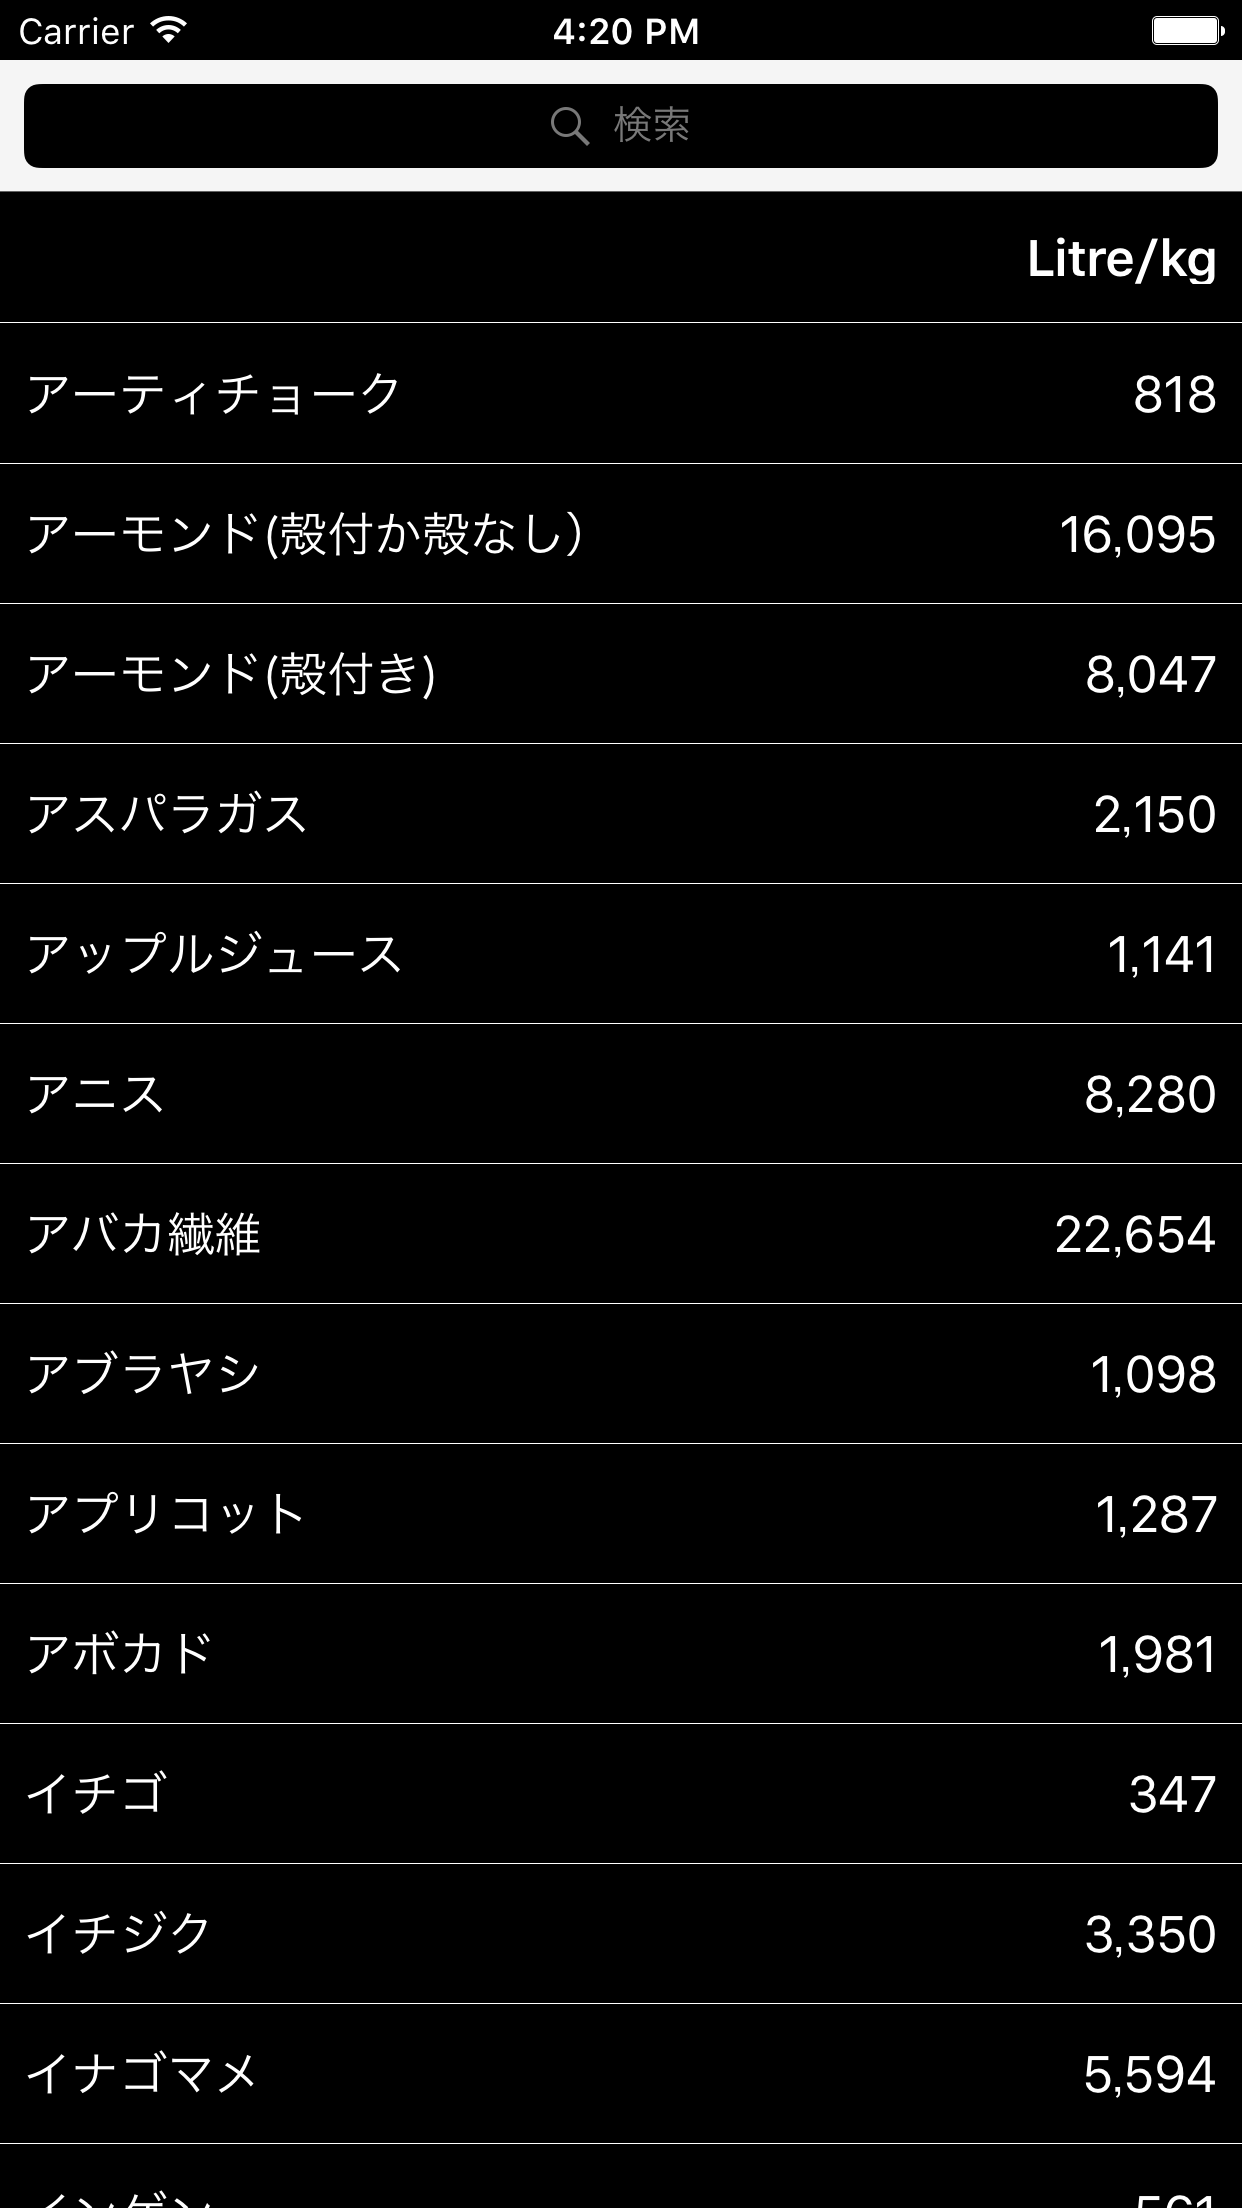 Carrier 4:20 PM
検索
Litre/kg
アーティチョーク 818
アーモンド(殻付か殻なし） 16,095
アーモンド(殻付き) 8,047
アスパラガス 2,150
アップルジュース 1,141
アニス 8,280
アバカ繊維 22,654
アブラヤシ 1,098
アプリコット 1,287
アボカド 1,981
イチゴ 347
イチジク 3,350
イナゴマメ 5,594
インゲン 561